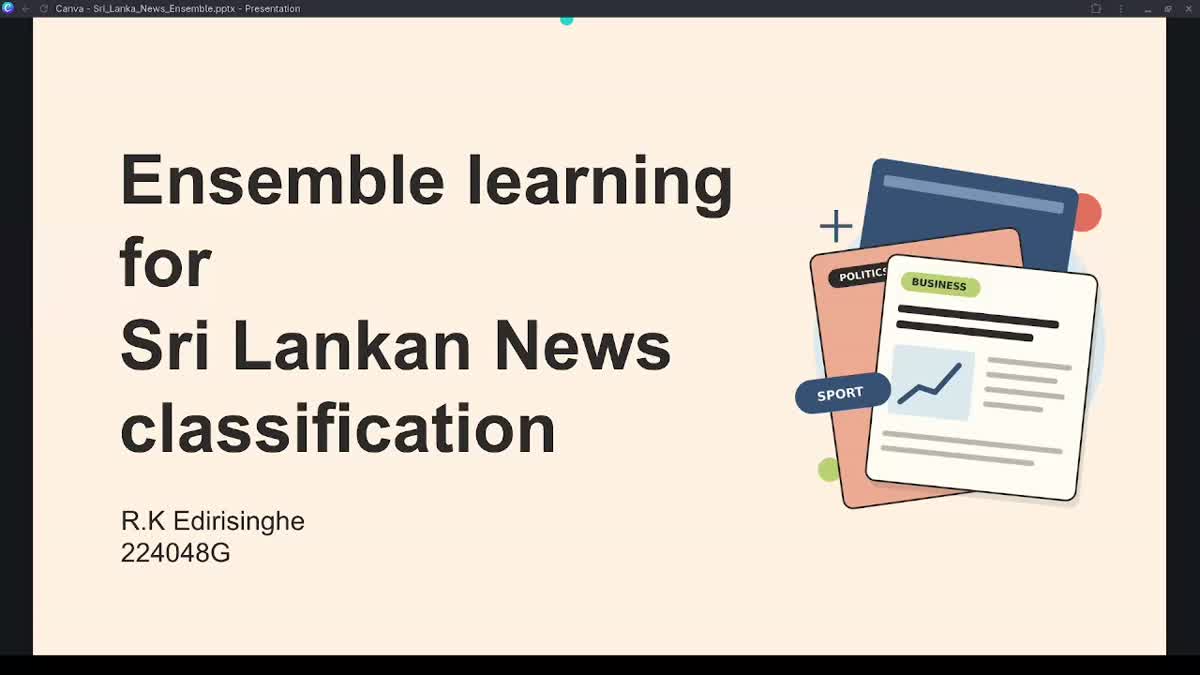 Canva - Sri_Lanka_News_Ensemble.pptx - Presentation
Ensemble learning
for
Sri Lankan News
classification
R.K Edirisinghe
224048G
POLITICS
BUSINESS
SPORT